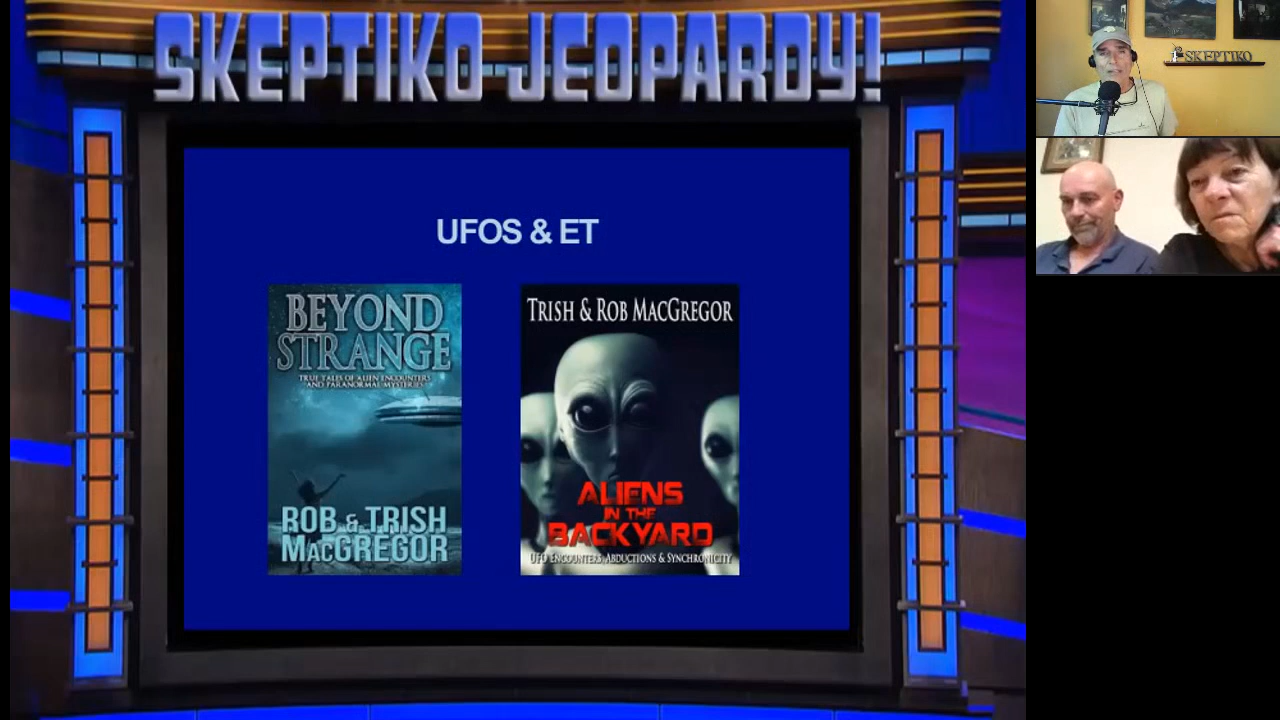 SKEPTIKO JEOPARDY!
SKEPTIKO
UFOS & ET
BEYOND
STRANGE
TRUE TALES OF ALIEN ENCOUNTERS
AND PARANORMAL MYSTERIES
ROB & TRISH
MACGREGOR
TRISH & ROB MACGREGOR
ALIENS
IN THE
BACKYARD
UFO ENCOUNTERS, ABDUCTIONS & SYNCHRONICITY